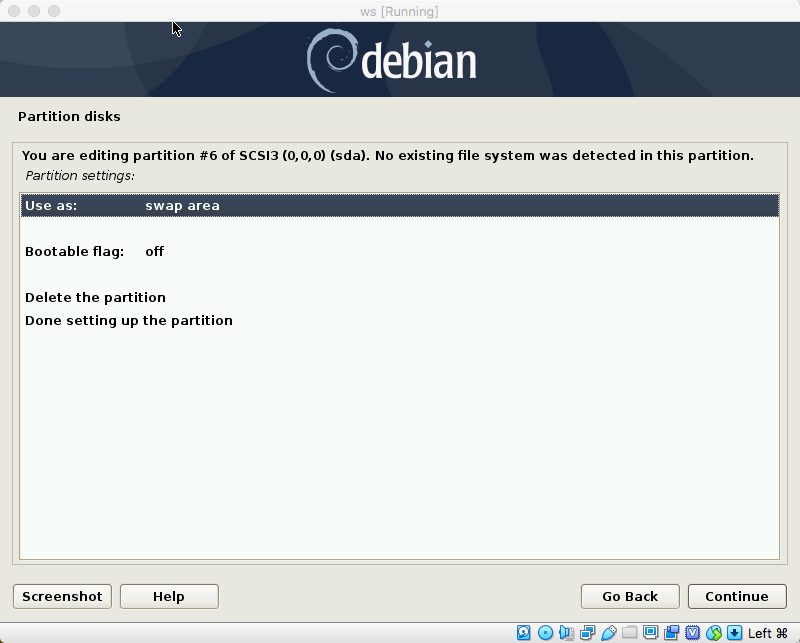 ws [Running]
debian
Partition disks
You are editing partition #6 of SCSI3 (0,0,0) (sda). No existing file system was detected in this partition.
Partition settings:
Use as: swap area
Bootable flag: off
Delete the partition
Done setting up the partition
Screenshot Help Go Back Continue
Left ⌘